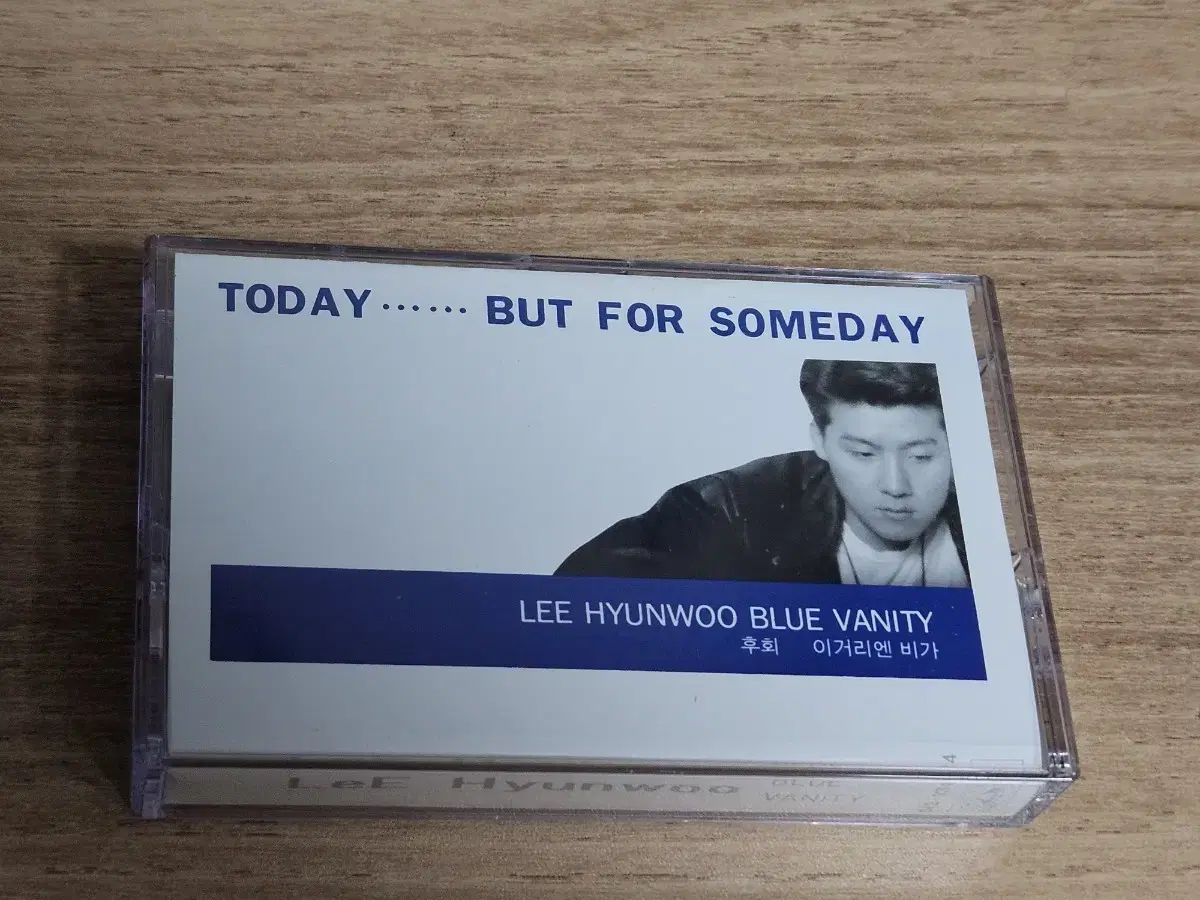 TODAY······ BUT FOR SOMEDAY
LEE HYUNWOO BLUE VANITY
후회 이거리엔 비가
4
LeE Hyunwoo BLUE
VANITY